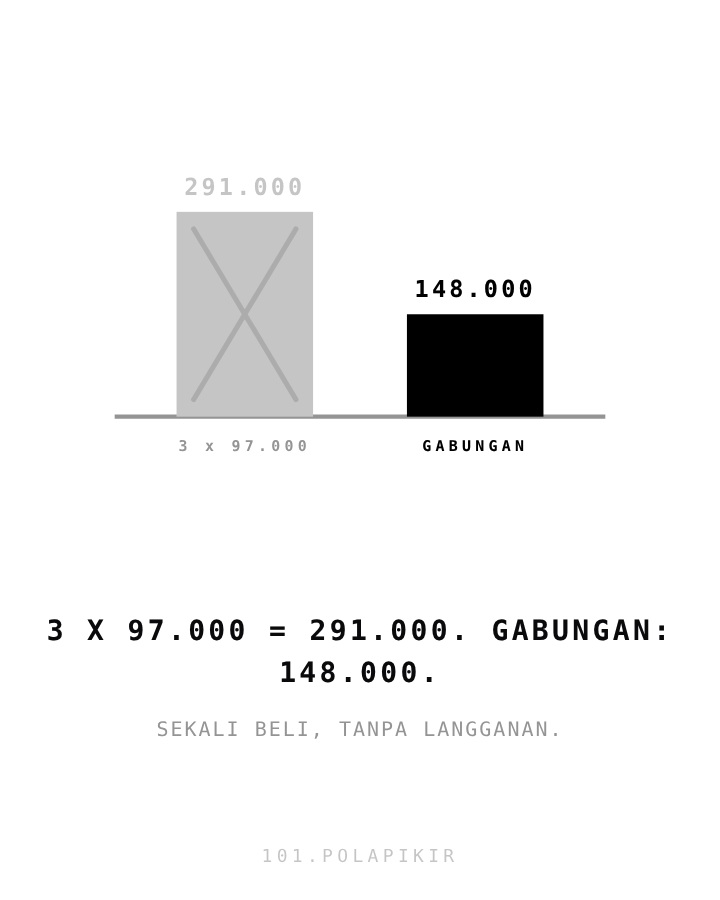 291.000
148.000
3 x 97.000
GABUNGAN
3 X 97.000 = 291.000. GABUNGAN:
148.000.
SEKALI BELI, TANPA LANGGANAN.
101.POLAPIKIR